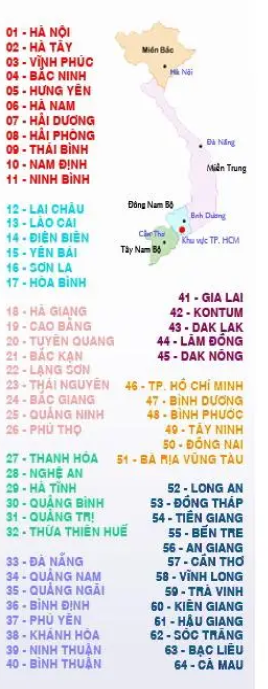 01 - HÀ NỘI
02 - HÀ TÂY
03 - VĨNH PHÚC
04 - BẮC NINH
05 - HƯNG YÊN
06 - HÀ NAM
07 - HẢI DƯƠNG
08 - HẢI PHÒNG
09 - THÁI BÌNH
10 - NAM ĐỊNH
11 - NINH BÌNH
Miền Bắc
Hà Nội
Đà Nẵng
Miền Trung
Đông Nam Bộ
Bình Dương
Cần Thơ
Khu vực TP. HCM
Tây Nam Bộ
12 - LAI CHÂU
13 - LÀO CAI
14 - ĐIỆN BIÊN
15 - YÊN BÁI
16 - SƠN LA
17 - HÒA BÌNH
18 - HÀ GIANG
19 - CAO BẰNG
20 - TUYÊN QUANG
21 - BẮC KẠN
22 - LẠNG SƠN
23 - THÁI NGUYÊN
24 - BẮC GIANG
25 - QUẢNG NINH
26 - PHÚ THỌ
27 - THANH HÓA
28 - NGHỆ AN
29 - HÀ TĨNH
30 - QUẢNG BÌNH
31 - QUẢNG TRỊ
32 - THỪA THIÊN HUẾ
33 - ĐÀ NẴNG
34 - QUẢNG NAM
35 - QUẢNG NGÃI
36 - BÌNH ĐỊNH
37 - PHÚ YÊN
38 - KHÁNH HÒA
39 - NINH THUẬN
40 - BÌNH THUẬN
41 - GIA LAI
42 - KONTUM
43 - DAK LAK
44 - LÂM ĐỒNG
45 - DAK NÔNG
46 - TP. HỒ CHÍ MINH
47 - BÌNH DƯƠNG
48 - BÌNH PHƯỚC
49 - TÂY NINH
50 - ĐỒNG NAI
51 - BÀ RỊA VŨNG TÀU
52 - LONG AN
53 - ĐỒNG THÁP
54 - TIỀN GIANG
55 - BẾN TRE
56 - AN GIANG
57 - CẦN THƠ
58 - VĨNH LONG
59 - TRÀ VINH
60 - KIÊN GIANG
61 - HẬU GIANG
62 - SÓC TRĂNG
63 - BẠC LIÊU
64 - CÀ MAU